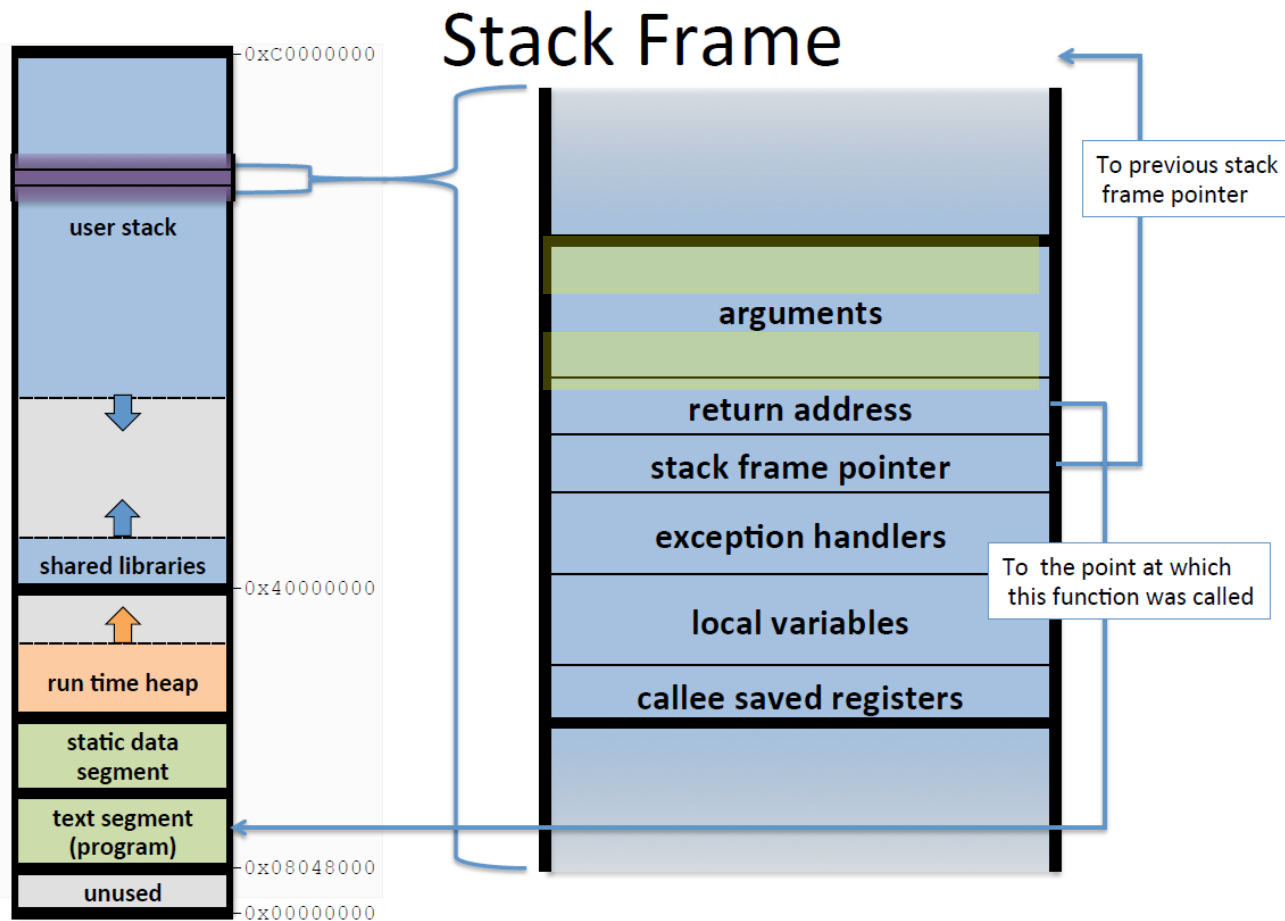 Stack Frame
-0xC0000000
user stack
shared libraries
-0x40000000
run time heap
static data
segment
text segment
(program)
-0x08048000
unused
-0x00000000
arguments
return address
stack frame pointer
exception handlers
local variables
callee saved registers
To previous stack
frame pointer
To the point at which
this function was called